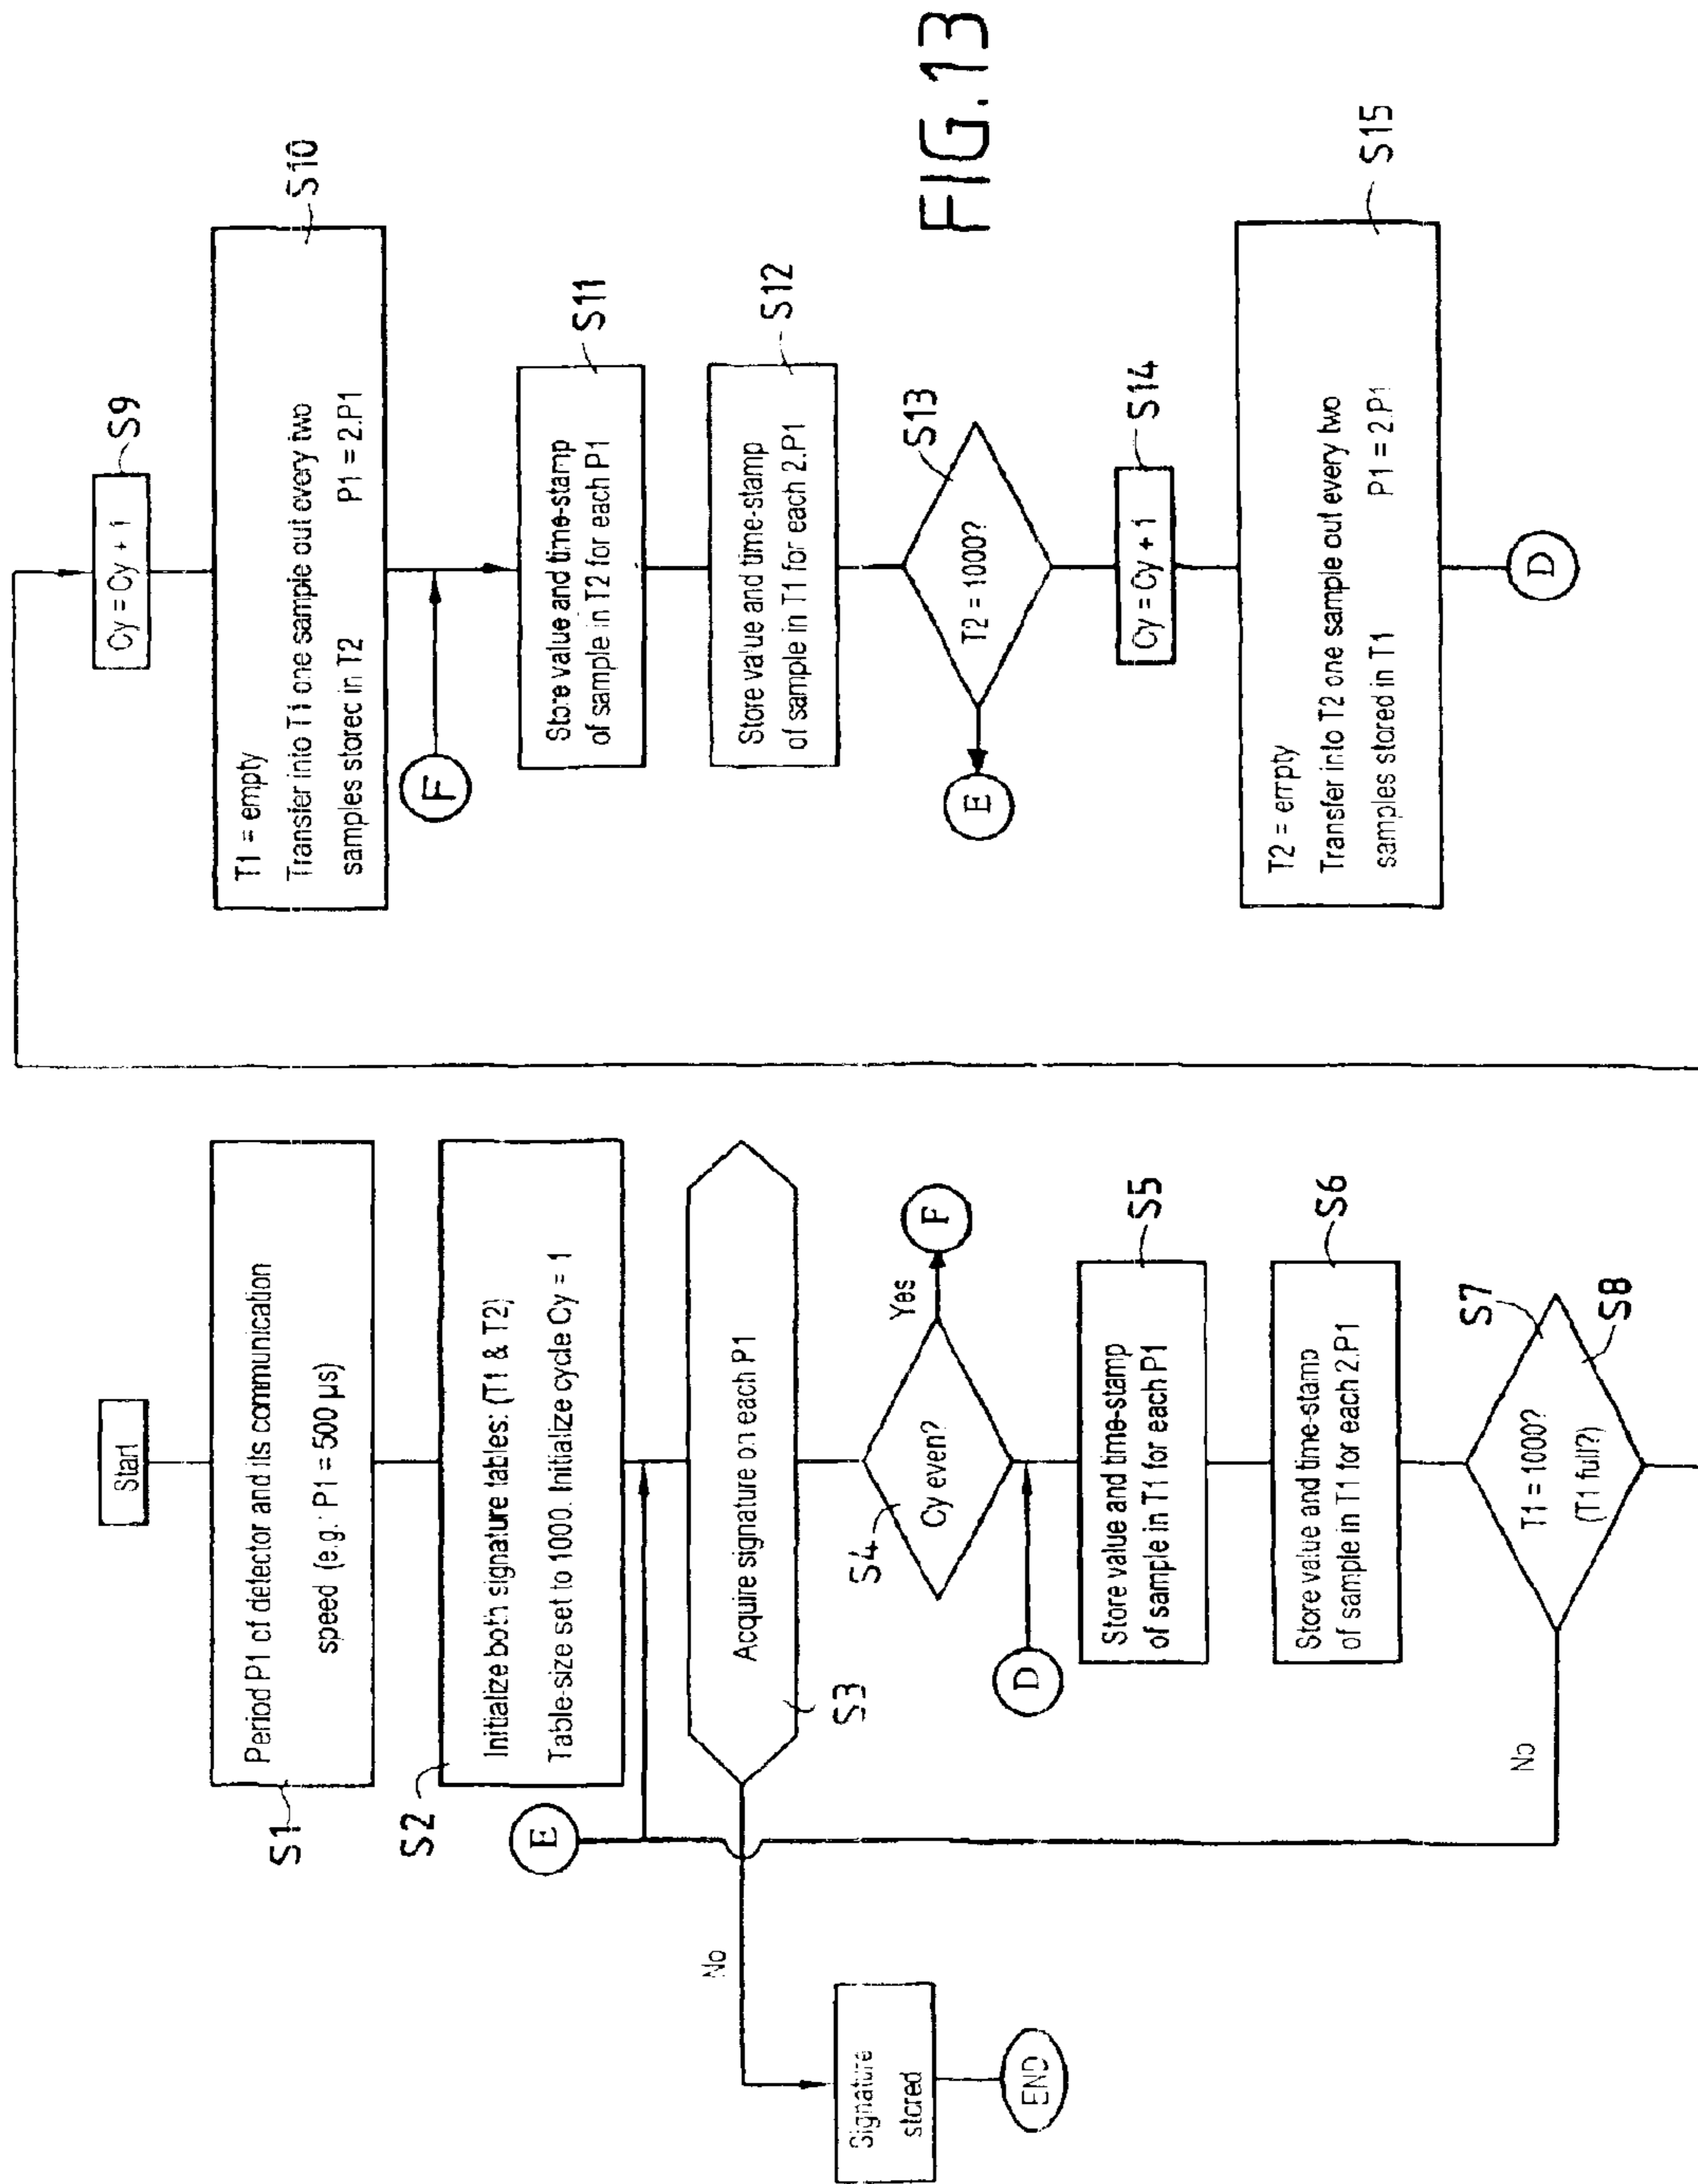 Start
Period P1 of detector and its communication
speed (e.g.: P1 = 500 µs)
S1
Initialize both signature tables: (T1 & T2)
Table-size set to 1000. Initialize cycle Cy = 1
S2
E
Acquire signature on each P1
S3
No
Signature
stored
END
Cy even?
S4
Yes
F
D
Store value and time-stamp
of sample in T1 for each P1
S5
Store value and time-stamp
of sample in T1 for each 2.P1
S6
T1 = 1000?
(T1 full?)
S7
S8
No
Cy = Cy + 1
S9
T1 = empty
Transfer into T1 one sample out every two
samples stored in T2 P1 = 2.P1
S10
F
Store value and time-stamp
of sample in T2 for each P1
S11
Store value and time-stamp
of sample in T1 for each 2.P1
S12
T2 = 1000?
S13
E
Cy = Cy + 1
S14
T2 = empty
Transfer into T2 one sample out every two
samples stored in T1 P1 = 2.P1
S15
D
FIG.13